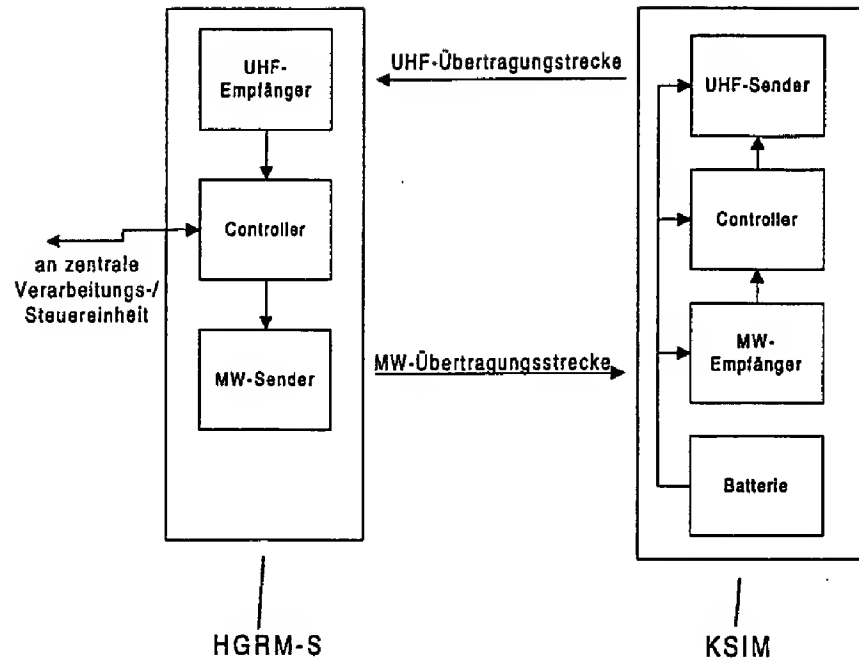 UHF-
Empfänger
UHF-Übertragungstrecke
UHF-Sender
Controller
Controller
an zentrale
Verarbeitungs-/
Steuereinheit
MW-Sender
MW-Übertragungsstrecke
MW-
Empfänger
Batterie
HGRM-S
KSIM